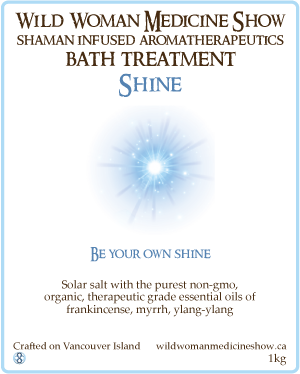 Wild Woman Medicine Show
Shaman infused aromatherapeutics
Bath Treatment
Shine
Be your own shine
Solar salt with the purest non-gmo,
organic, therapeutic grade essential oils of
frankincense, myrrh, ylang-ylang
Crafted on Vancouver Island wildwomanmedicineshow.ca
1kg